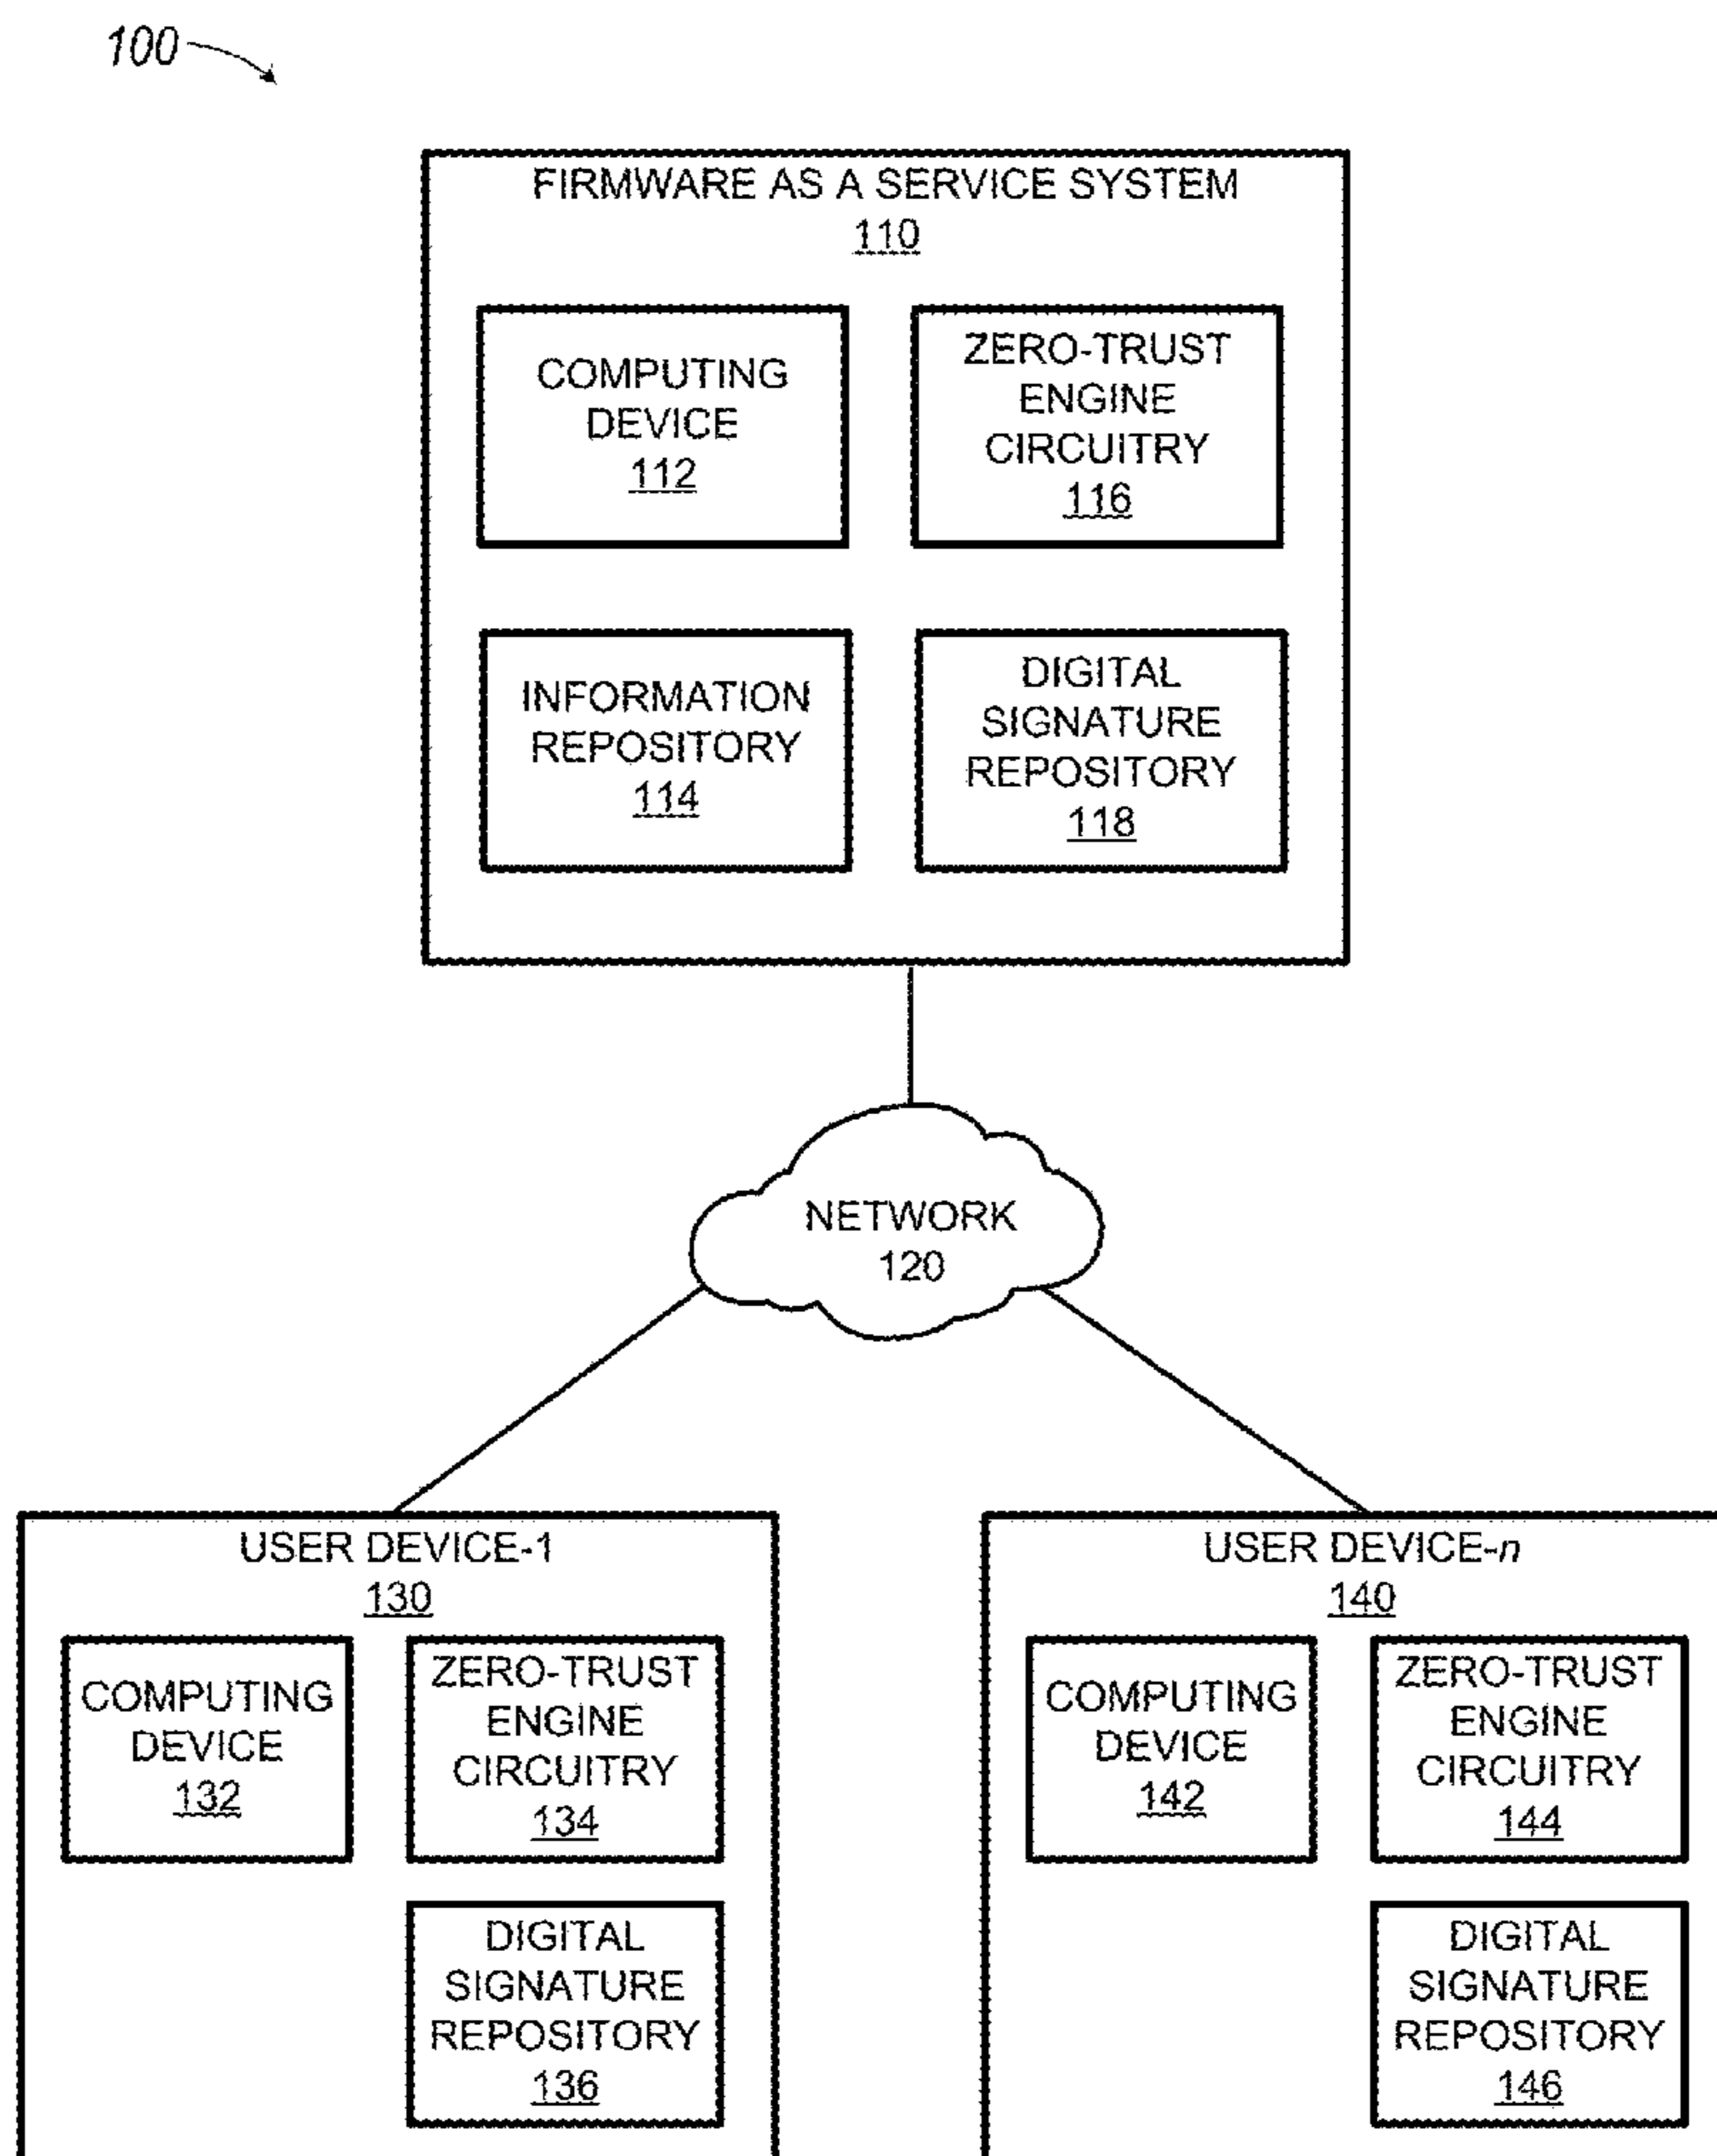 100
FIRMWARE AS A SERVICE SYSTEM
110
COMPUTING
DEVICE
112
ZERO-TRUST
ENGINE
CIRCUITRY
116
INFORMATION
REPOSITORY
114
DIGITAL
SIGNATURE
REPOSITORY
118
NETWORK
120
USER DEVICE-1
130
COMPUTING
DEVICE
132
ZERO-TRUST
ENGINE
CIRCUITRY
134
DIGITAL
SIGNATURE
REPOSITORY
136
USER DEVICE-n
140
COMPUTING
DEVICE
142
ZERO-TRUST
ENGINE
CIRCUITRY
144
DIGITAL
SIGNATURE
REPOSITORY
146